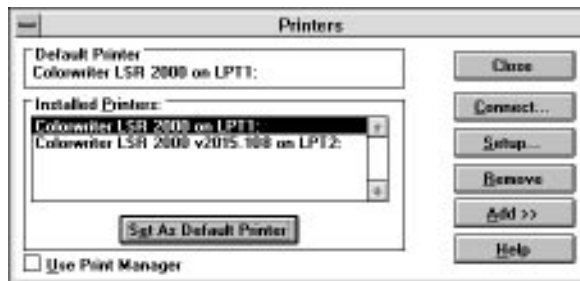 Printers
Default Printer
Colorwriter LSR 2000 on LPT1:
Installed Printers:
Colorwriter LSR 2000 on LPT1:
Colorwriter LSR 2000 v2015.108 on LPT2:
Set As Default Printer
Use Print Manager
Close
Connect...
Setup...
Remove
Add >>
Help